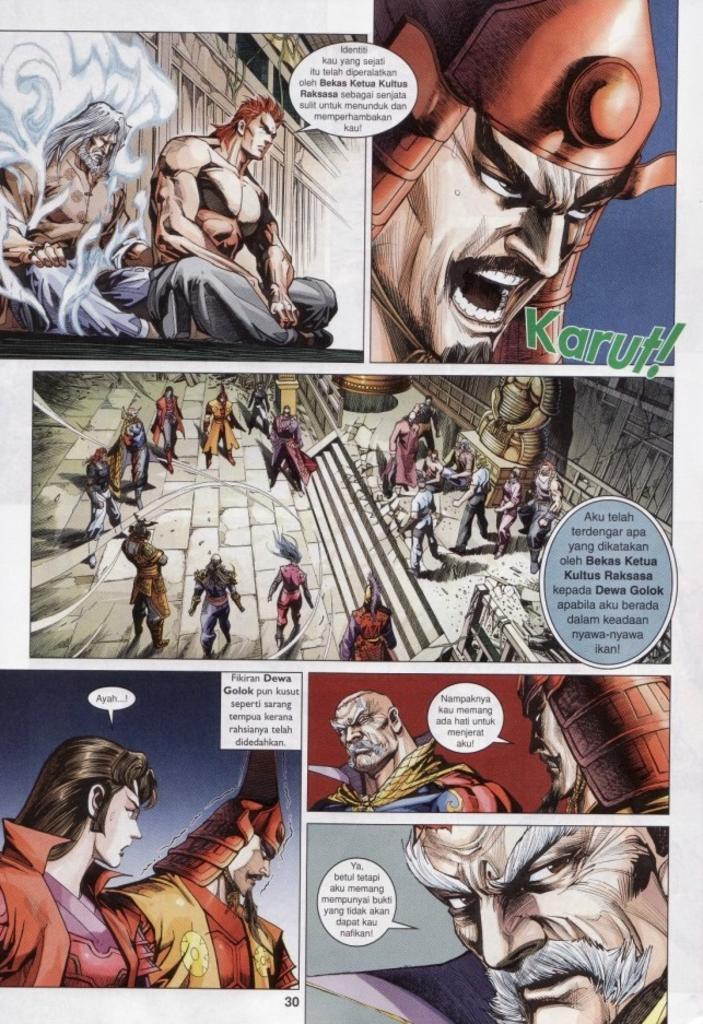 Identiti
kau yang sejati
itu telah diperalatkan
oleh Bekas Ketua Kultus
Raksasa sebagai senjata
sulit untuk menunduk dan
memperhambakan
kau!
Karut!
Aku telah
terdengar apa
yang dikatakan
oleh Bekas Ketua
Kultus Raksasa
kepada Dewa Golok
apabila aku berada
dalam keadaan
nyawa-nyawa
ikan!
Ayah...!
Fikiran Dewa
Golok pun kusut
seperti sarang
tempua kerana
rahsianya telah
didedahkan.
Nampaknya
kau memang
ada hati untuk
menjerat
aku!
Ya,
betul tetapi
aku memang
mempunyai bukti
yang tidak akan
dapat kau
nafikan!
30